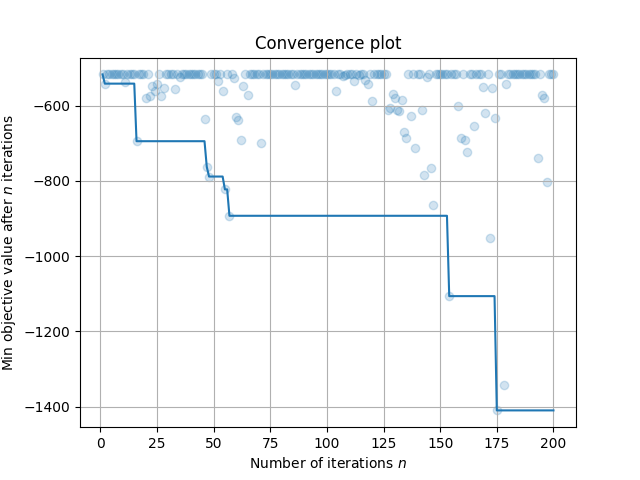 Convergence plot
Min objective value after n iterations
−600
−800
−1000
−1200
−1400
0 25 50 75 100 125 150 175 200
Number of iterations n